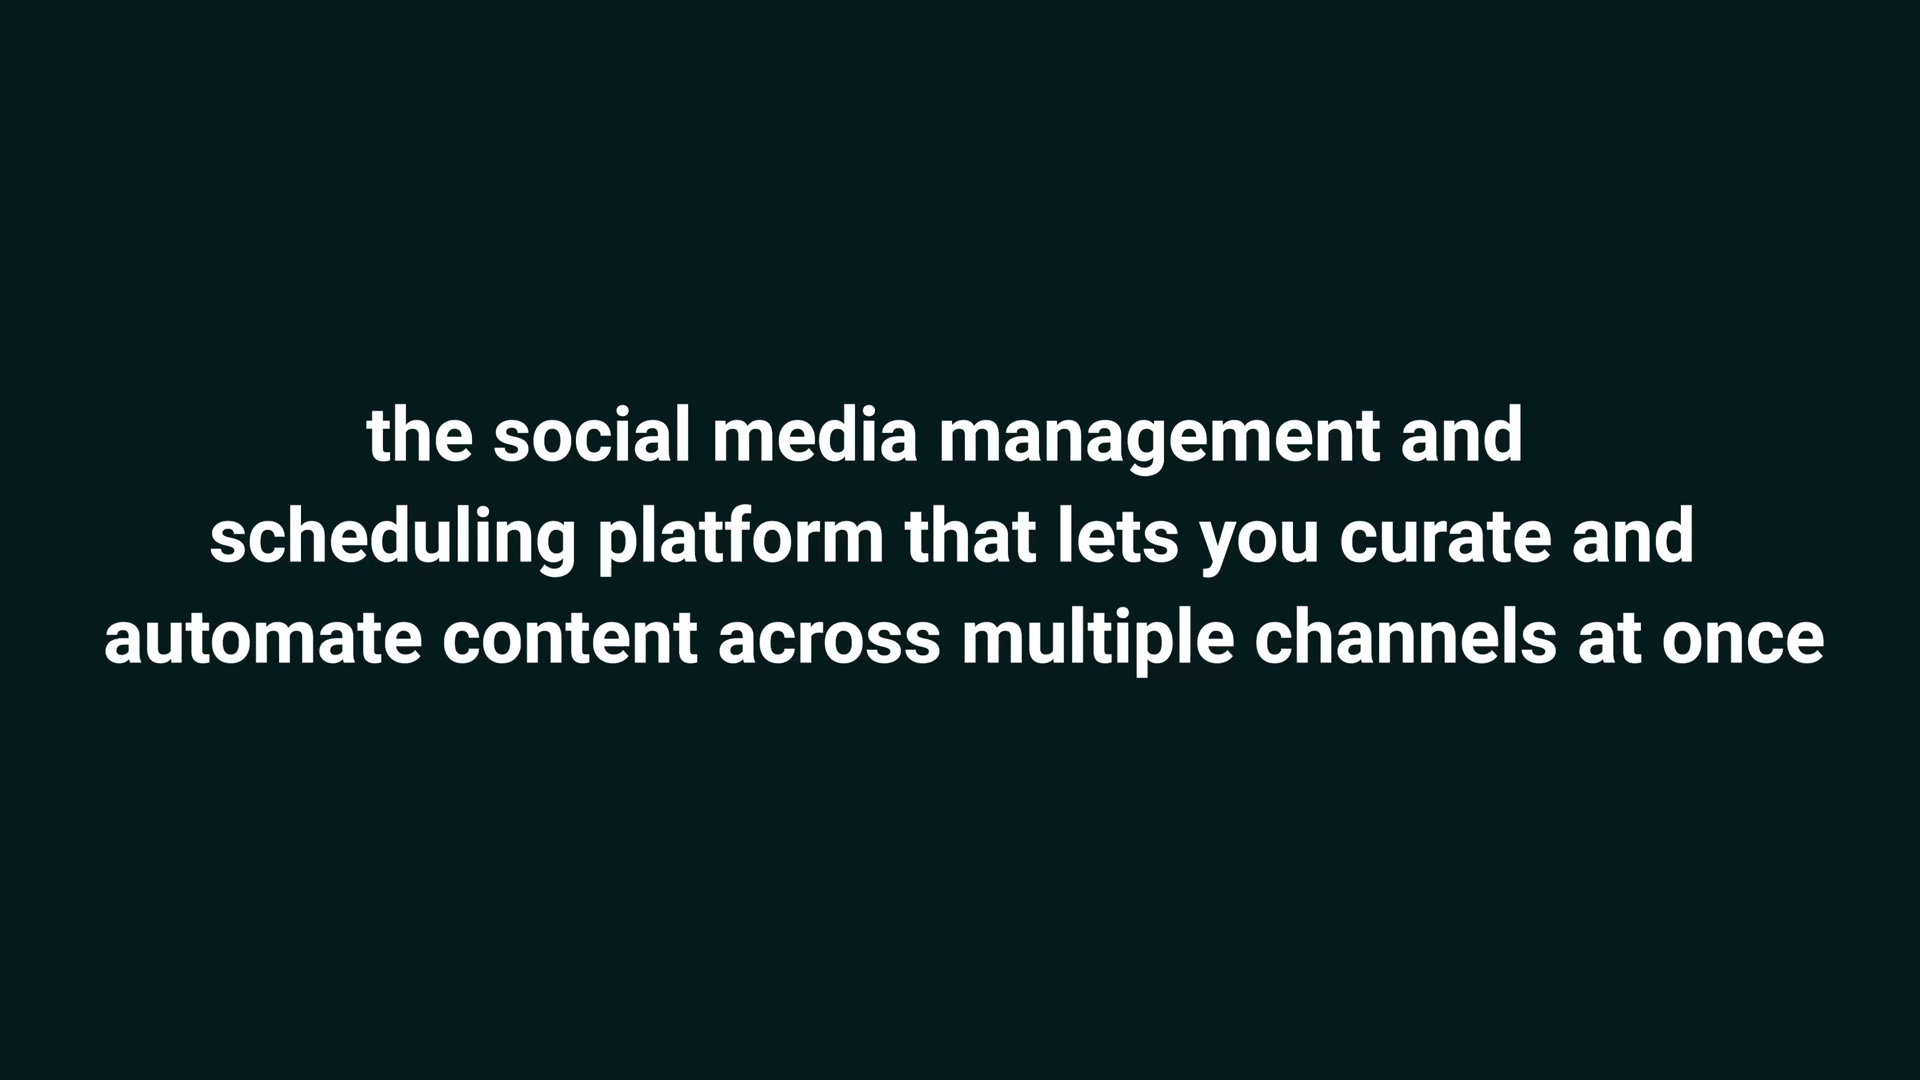 the social media management and
scheduling platform that lets you curate and
automate content across multiple channels at once